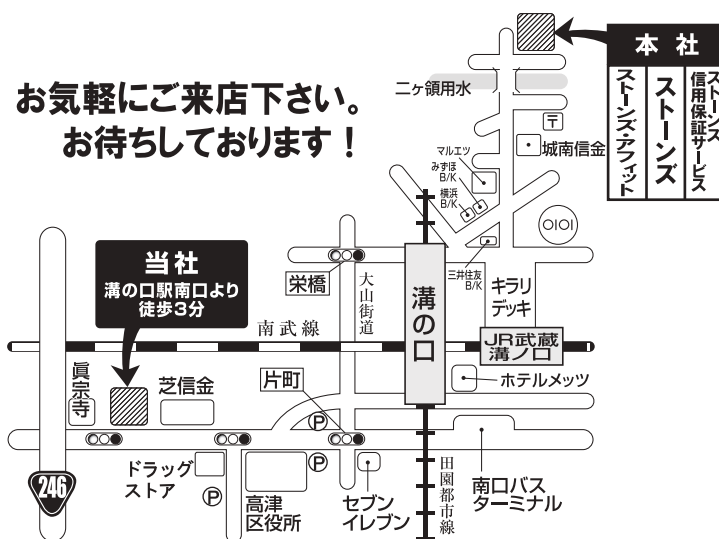 お気軽にご来店下さい。
お待ちしております！
本社
ストーンズ・アフィット
ストーンズ
ストーンズ
信用保証サービス
二ヶ領用水
〒
城南信金
マルエツ
みずほ
B/K
横浜
B/K
OIOI
三井住友
B/K
キラリ
デッキ
当社
溝の口駅南口より
徒歩3分
栄橋
大山街道
溝の口
南武線
JR武蔵
溝ノ口
ホテルメッツ
眞宗寺
芝信金
片町
P
P
P
ドラッグ
ストア
高津
区役所
セブン
イレブン
田園都市線
南口バス
ターミナル
246